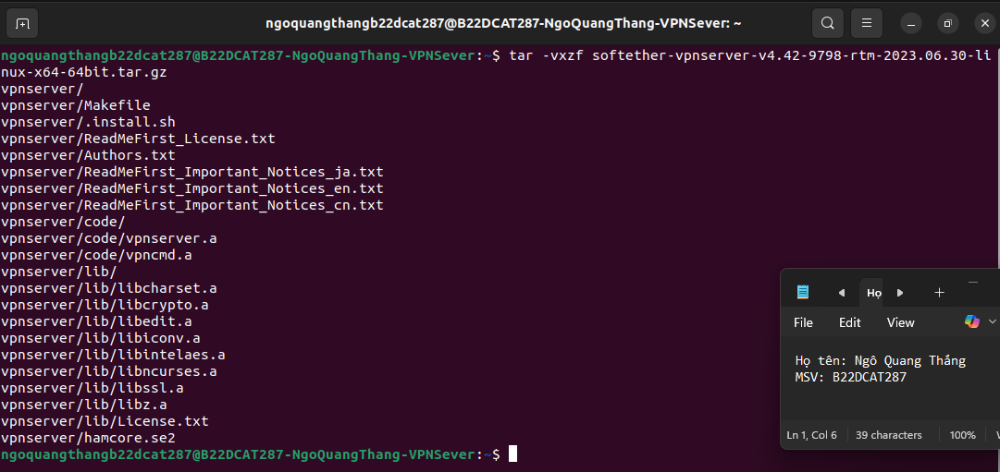 ngoquangthangb22dcat287@B22DCAT287-NgoQuangThang-VPNSever: ~
ngoquangthangb22dcat287@B22DCAT287-NgoQuangThang-VPNSever:~$ tar -vxzf softether-vpnserver-v4.42-9798-rtm-2023.06.30-li
nux-x64-64bit.tar.gz
vpnserver/
vpnserver/Makefile
vpnserver/.install.sh
vpnserver/ReadMeFirst_License.txt
vpnserver/Authors.txt
vpnserver/ReadMeFirst_Important_Notices_ja.txt
vpnserver/ReadMeFirst_Important_Notices_en.txt
vpnserver/ReadMeFirst_Important_Notices_cn.txt
vpnserver/code/
vpnserver/code/vpnserver.a
vpnserver/code/vpncmd.a
vpnserver/lib/
vpnserver/lib/libcharset.a
vpnserver/lib/libcrypto.a
vpnserver/lib/libedit.a
vpnserver/lib/libiconv.a
vpnserver/lib/libintelaes.a
vpnserver/lib/libncurses.a
vpnserver/lib/libssl.a
vpnserver/lib/libz.a
vpnserver/lib/License.txt
vpnserver/hamcore.se2
ngoquangthangb22dcat287@B22DCAT287-NgoQuangThang-VPNSever:~$
Họ
File Edit View
Họ tên: Ngô Quang Thắng
MSV: B22DCAT287
Ln 1, Col 6 39 characters 100%